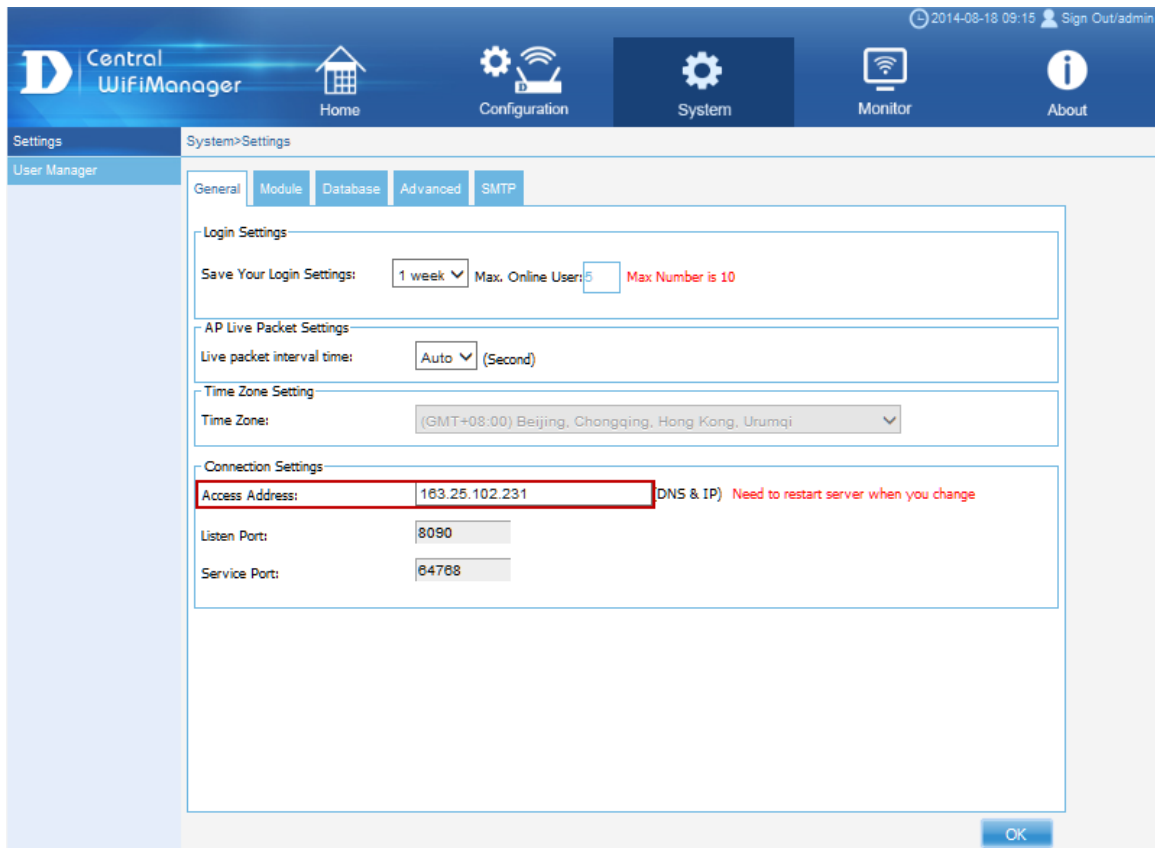 2014-08-18 09:15 Sign Out/admin
D Central
WiFiManager
Home
Configuration
D
System
Monitor
About
Settings
System>Settings
User Manager
General Module Database Advanced SMTP
Login Settings
Save Your Login Settings: 1 week Max. Online User: 5 Max Number is 10
AP Live Packet Settings
Live packet interval time: Auto (Second)
Time Zone Setting
Time Zone: (GMT+08:00) Beijing, Chongqing, Hong Kong, Urumqi
Connection Settings
Access Address: 163.25.102.231 (DNS & IP) Need to restart server when you change
Listen Port: 8090
Service Port: 64768
OK